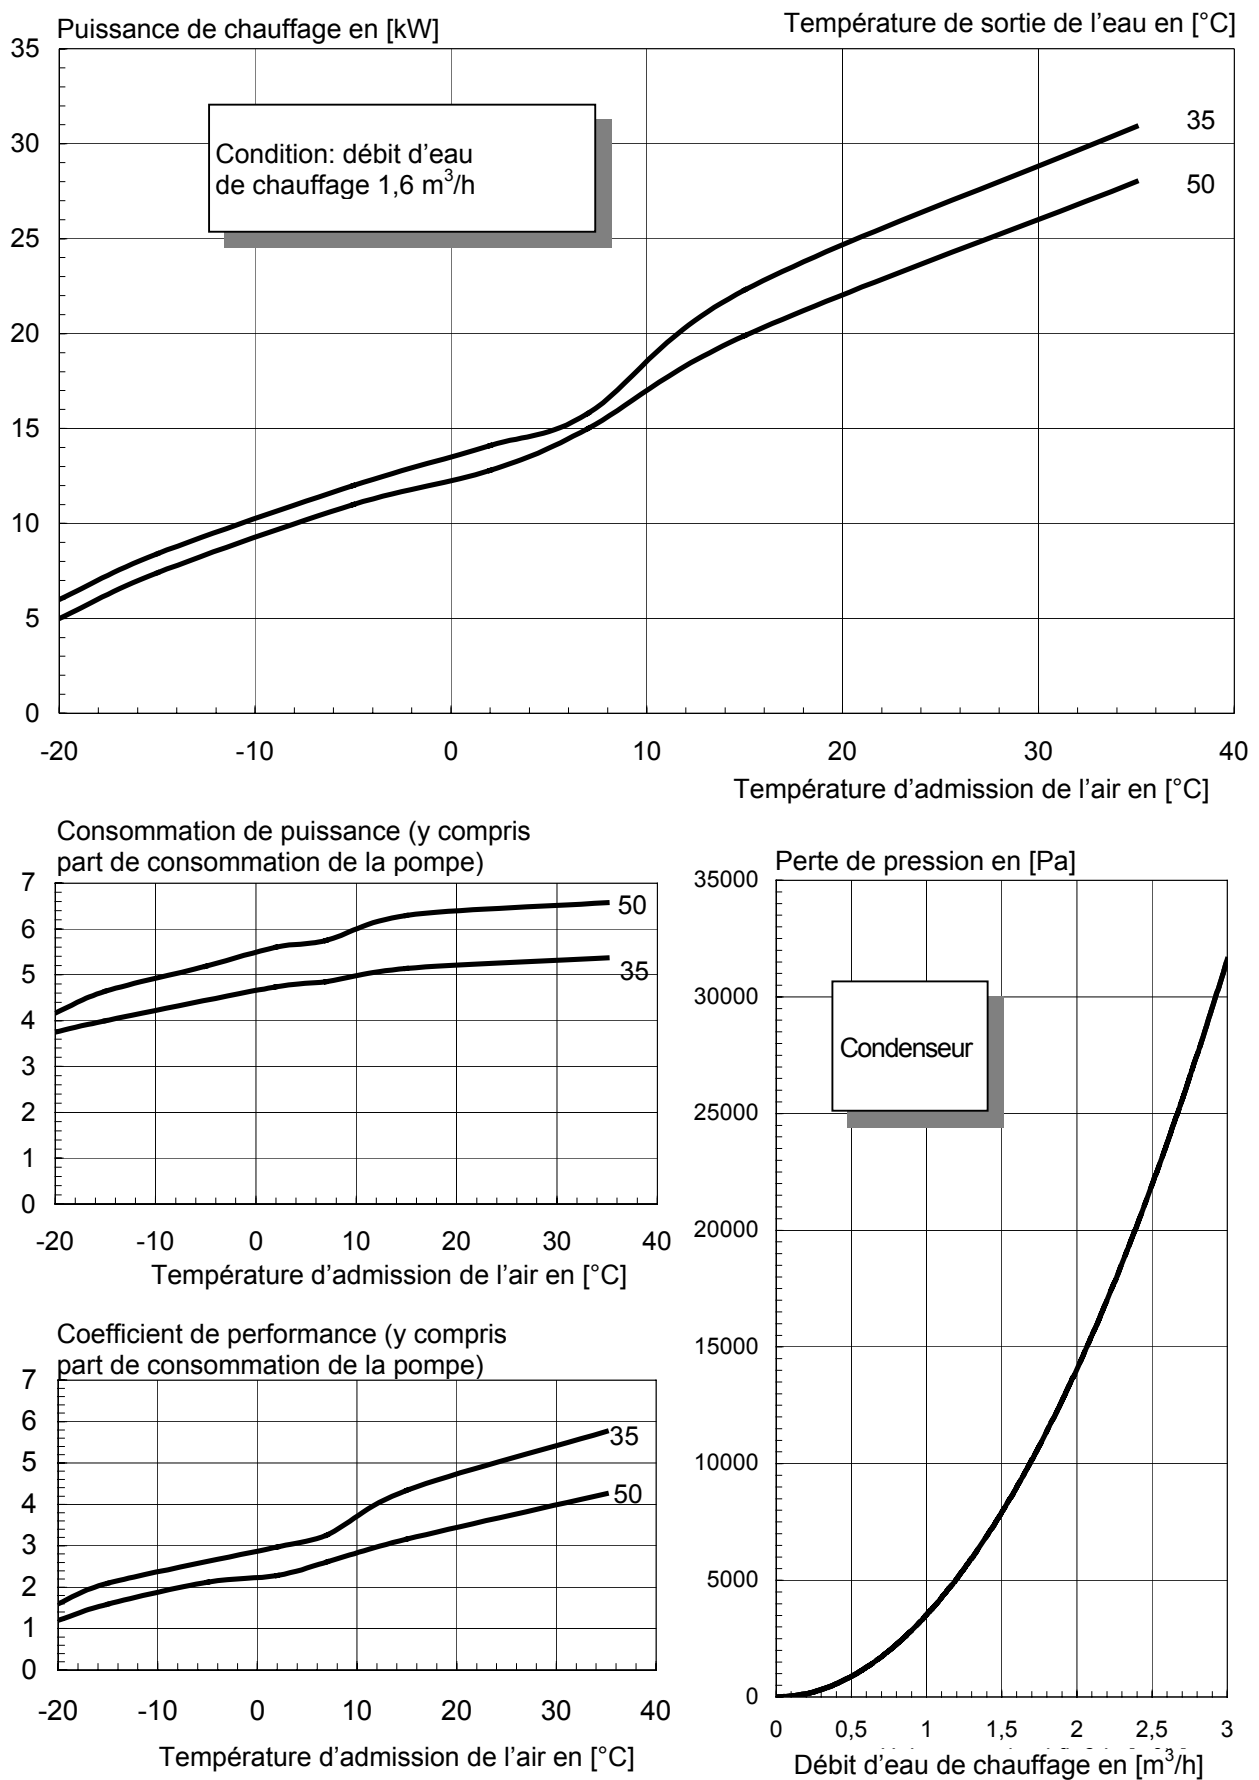 Puissance de chauffage en [kW]
Température de sortie de l'eau en [°C]
35
30
25
20
15
10
5
0
Condition: débit d'eau
de chauffage 1,6 m³/h
35
50
-20 -10 0 10 20 30 40
Température d'admission de l'air en [°C]
Consommation de puissance (y compris
part de consommation de la pompe)
7
6
5
4
3
2
1
0
50
35
-20 -10 0 10 20 30 40
Température d'admission de l'air en [°C]
Coefficient de performance (y compris
part de consommation de la pompe)
7
6
5
4
3
2
1
0
35
50
-20 -10 0 10 20 30 40
Température d'admission de l'air en [°C]
Perte de pression en [Pa]
35000
30000
25000
20000
15000
10000
5000
0
Condenseur
0 0,5 1 1,5 2 2,5 3
Débit d'eau de chauffage en [m³/h]